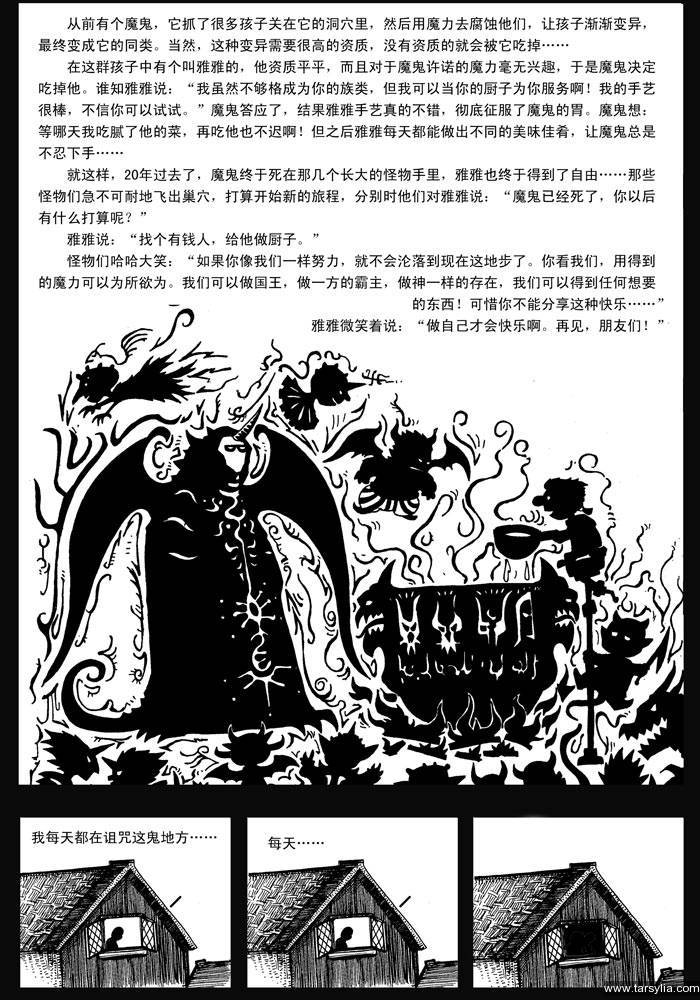 从前有个魔鬼，它抓了很多孩子关在它的洞穴里，然后用魔力去腐蚀他们，让孩子渐渐变异，
最终变成它的同类。当然，这种变异需要很高的资质，没有资质的就会被它吃掉……
在这群孩子中有个叫雅雅的，他资质平平，而且对于魔鬼许诺的魔力毫无兴趣，于是魔鬼决定
吃掉他。谁知雅雅说：“我虽然不够格成为你的族类，但我可以当你的厨子为你服务啊！我的手艺
很棒，不信你可以试试。”魔鬼答应了，结果雅雅手艺真的不错，彻底征服了魔鬼的胃。魔鬼想：
等哪天我吃腻了他的菜，再吃他也不迟啊！但之后雅雅每天都能做出不同的美味佳肴，让魔鬼总是
不忍下手……
就这样，20年过去了，魔鬼终于死在那几个长大的怪物手里，雅雅也终于得到了自由……那些
怪物们急不可耐地飞出巢穴，打算开始新的旅程，分别时他们对雅雅说：“魔鬼已经死了，你以后
有什么打算呢？”
雅雅说：“找个有钱人，给他做厨子。”
怪物们哈哈大笑：“如果你像我们一样努力，就不会沦落到现在这地步了。你看我们，用得到
的魔力可以为所欲为。我们可以做国王，做一方的霸主，做神一样的存在，我们可以得到任何想要
的东西！可惜你不能分享这种快乐……”
雅雅微笑着说：“做自己才会快乐啊。再见，朋友们！”
我每天都在诅咒这鬼地方……
每天……
www.tarsylia.com